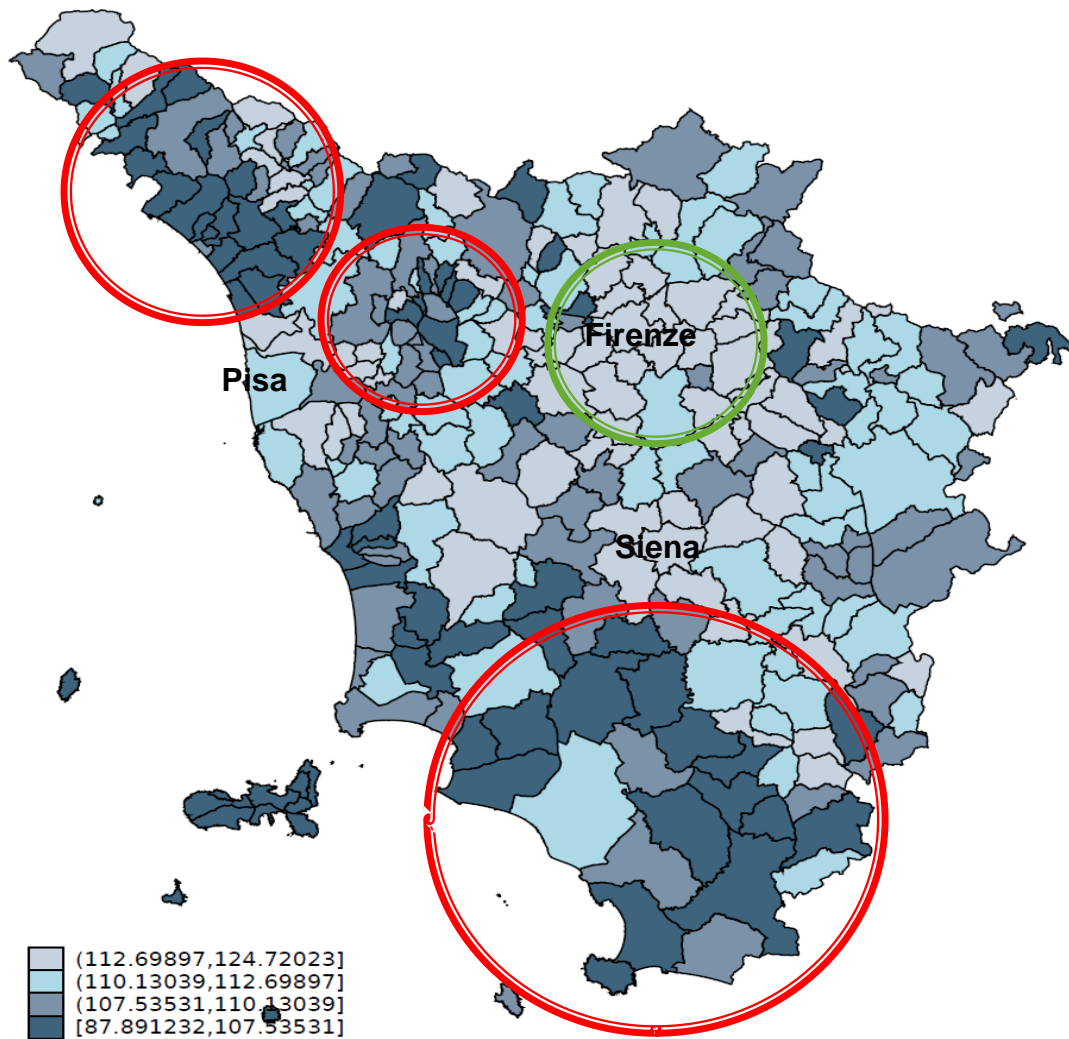 Firenze
Pisa
Siena
(112.69897,124.72023]
(110.13039,112.69897]
(107.53531,110.13039]
[87.891232,107.53531]